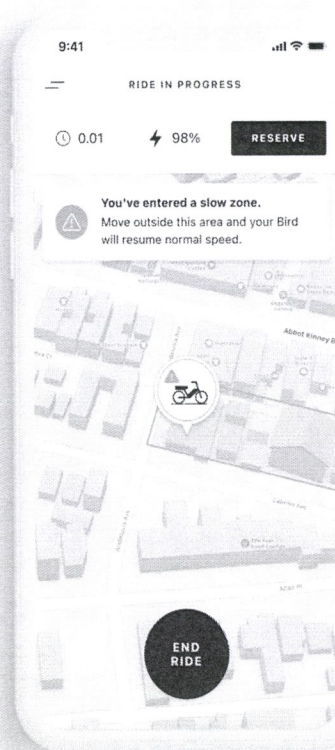 9:41
RIDE IN PROGRESS
0.01
98%
RESERVE
You've entered a slow zone.
Move outside this area and your Bird
will resume normal speed.
Abbot Kinney B
END
RIDE